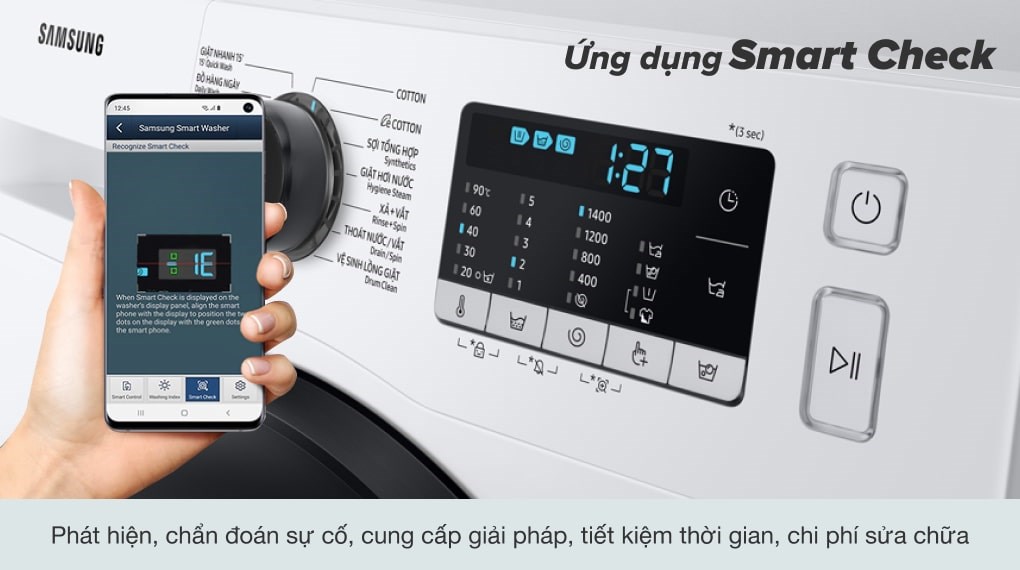 SAMSUNG
Ứng dụng Smart Check
GIẶT NHANH 15'
15' Quick Wash
ĐỒ HÀNG NGÀY
Daily Wash
COTTON
COTTON
SỢI TỔNG HỢP
Synthetics
GIẶT HƠI NƯỚC
Hygiene Steam
XẢ+VẮT
Rinse+Spin
THOÁT NƯỚC/VẮT
Drain/Spin
VỆ SINH LỒNG GIẶT
Drum Clean
12:45
Samsung Smart Washer
Recognize Smart Check
1E
When Smart Check is displayed on the
washer's display panel, align the smart
phone with the display to position the tw
dots on the display with the green dots
the smart phone.
Smart Control
Washing Index
Smart Check
Settings
*(3 sec)
1:27
90℃
60
40
30
20
5
4
3
2
1
1400
1200
800
400
Phát hiện, chẩn đoán sự cố, cung cấp giải pháp, tiết kiệm thời gian, chi phí sửa chữa